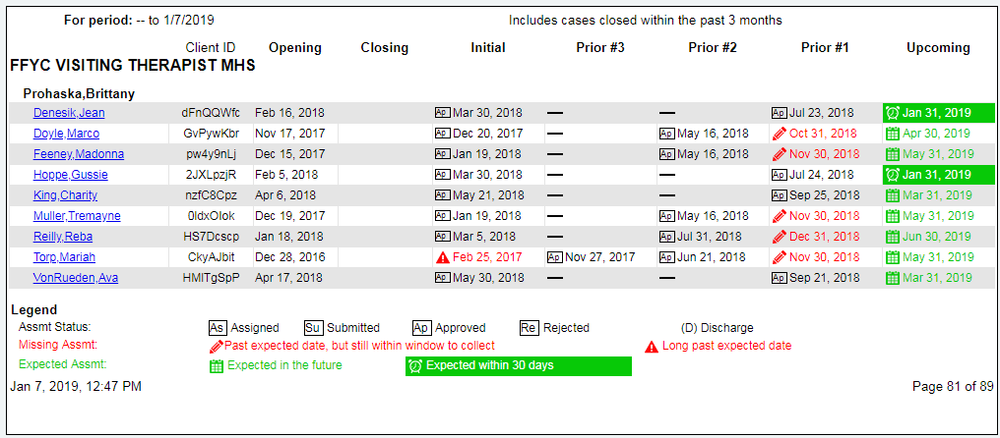 For period: -- to 1/7/2019 Includes cases closed within the past 3 months
Client ID Opening Closing Initial Prior #3 Prior #2 Prior #1 Upcoming
FFYC VISITING THERAPIST MHS
Prohaska,Brittany
Denesik,Jean dFnQQWfc Feb 16, 2018 Ap Mar 30, 2018 — — Ap Jul 23, 2018 Jan 31, 2019
Doyle,Marco GvPywKbr Nov 17, 2017 Ap Dec 20, 2017 — Ap May 16, 2018 Oct 31, 2018 Apr 30, 2019
Feeney,Madonna pw4y9nLj Dec 15, 2017 Ap Jan 19, 2018 — Ap May 16, 2018 Nov 30, 2018 May 31, 2019
Hoppe,Gussie 2JXLpzjR Feb 5, 2018 Ap Mar 30, 2018 — — Ap Jul 24, 2018 Jan 31, 2019
King,Charity nzfC8Cpz Apr 6, 2018 Ap May 21, 2018 — — Ap Sep 25, 2018 Mar 31, 2019
Muller,Tremayne 0ldxOlok Dec 19, 2017 Ap Jan 19, 2018 — Ap May 16, 2018 Nov 30, 2018 May 31, 2019
Reilly,Reba HS7Dcscp Jan 18, 2018 Ap Mar 5, 2018 — Ap Jul 31, 2018 Dec 31, 2018 Jun 30, 2019
Torp,Mariah CkyAJbit Dec 28, 2016 Feb 25, 2017 Ap Nov 27, 2017 Ap Jun 21, 2018 Nov 30, 2018 May 31, 2019
VonRueden,Ava HMITgSpP Apr 17, 2018 Ap May 30, 2018 — — Ap Sep 21, 2018 Mar 31, 2019
Legend
Assmt Status: As Assigned Su Submitted Ap Approved Re Rejected (D) Discharge
Missing Assmt: Past expected date, but still within window to collect Long past expected date
Expected Assmt: Expected in the future Expected within 30 days
Jan 7, 2019, 12:47 PM Page 81 of 89